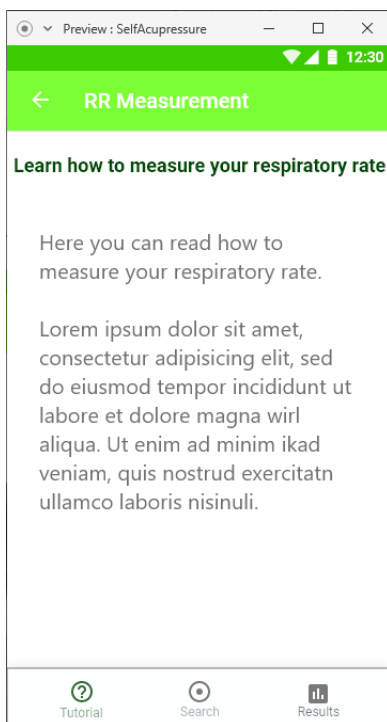 Preview : SelfAcupressure
12:30
RR Measurement
Learn how to measure your respiratory rate
Here you can read how to
measure your respiratory rate.
Lorem ipsum dolor sit amet,
consectetur adipisicing elit, sed
do eiusmod tempor incididunt ut
labore et dolore magna wirl
aliqua. Ut enim ad minim ikad
veniam, quis nostrud exercitatn
ullamco laboris nisinuli.
Tutorial
Search
Results